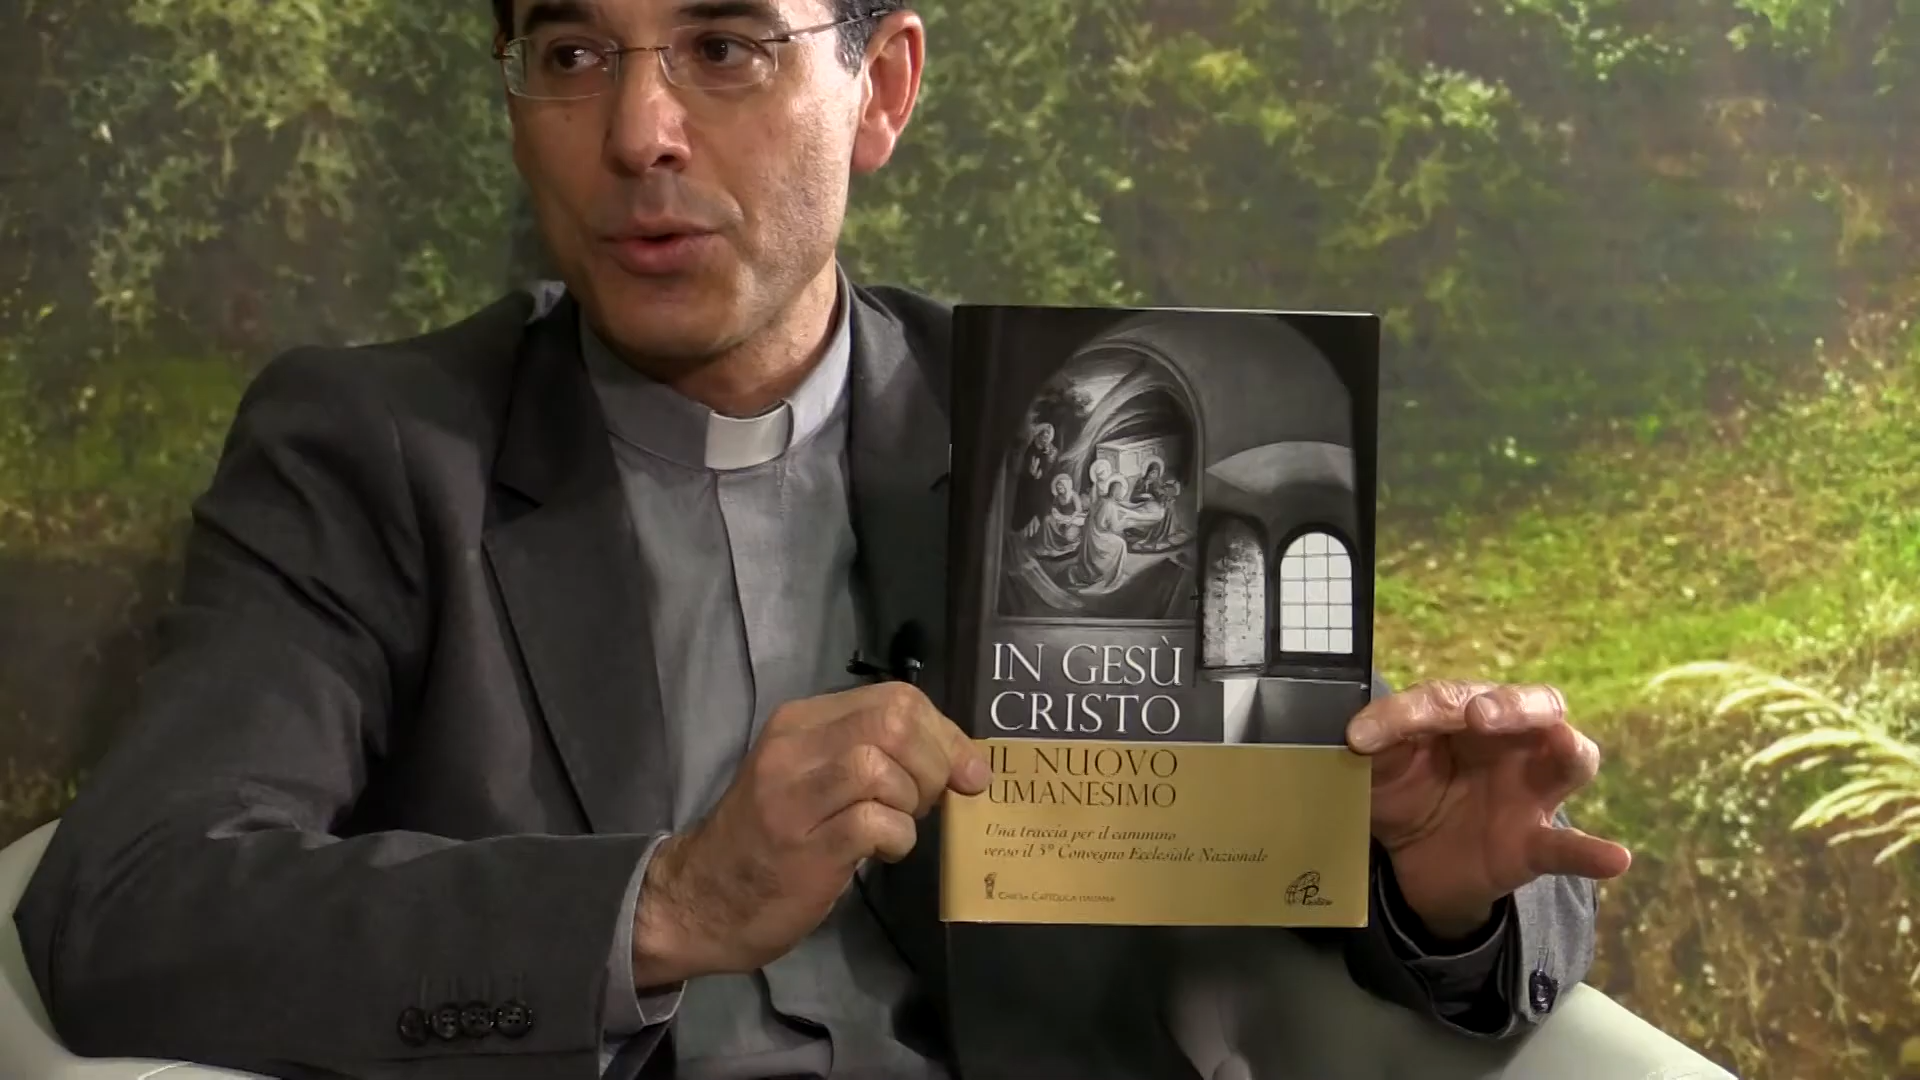 IN GESÙ
CRISTO
IL NUOVO
UMANESIMO
Una traccia per il cammino
verso il 5° Convegno Ecclesiale Nazionale
CHIESA CATTOLICA ITALIANA
Paoline